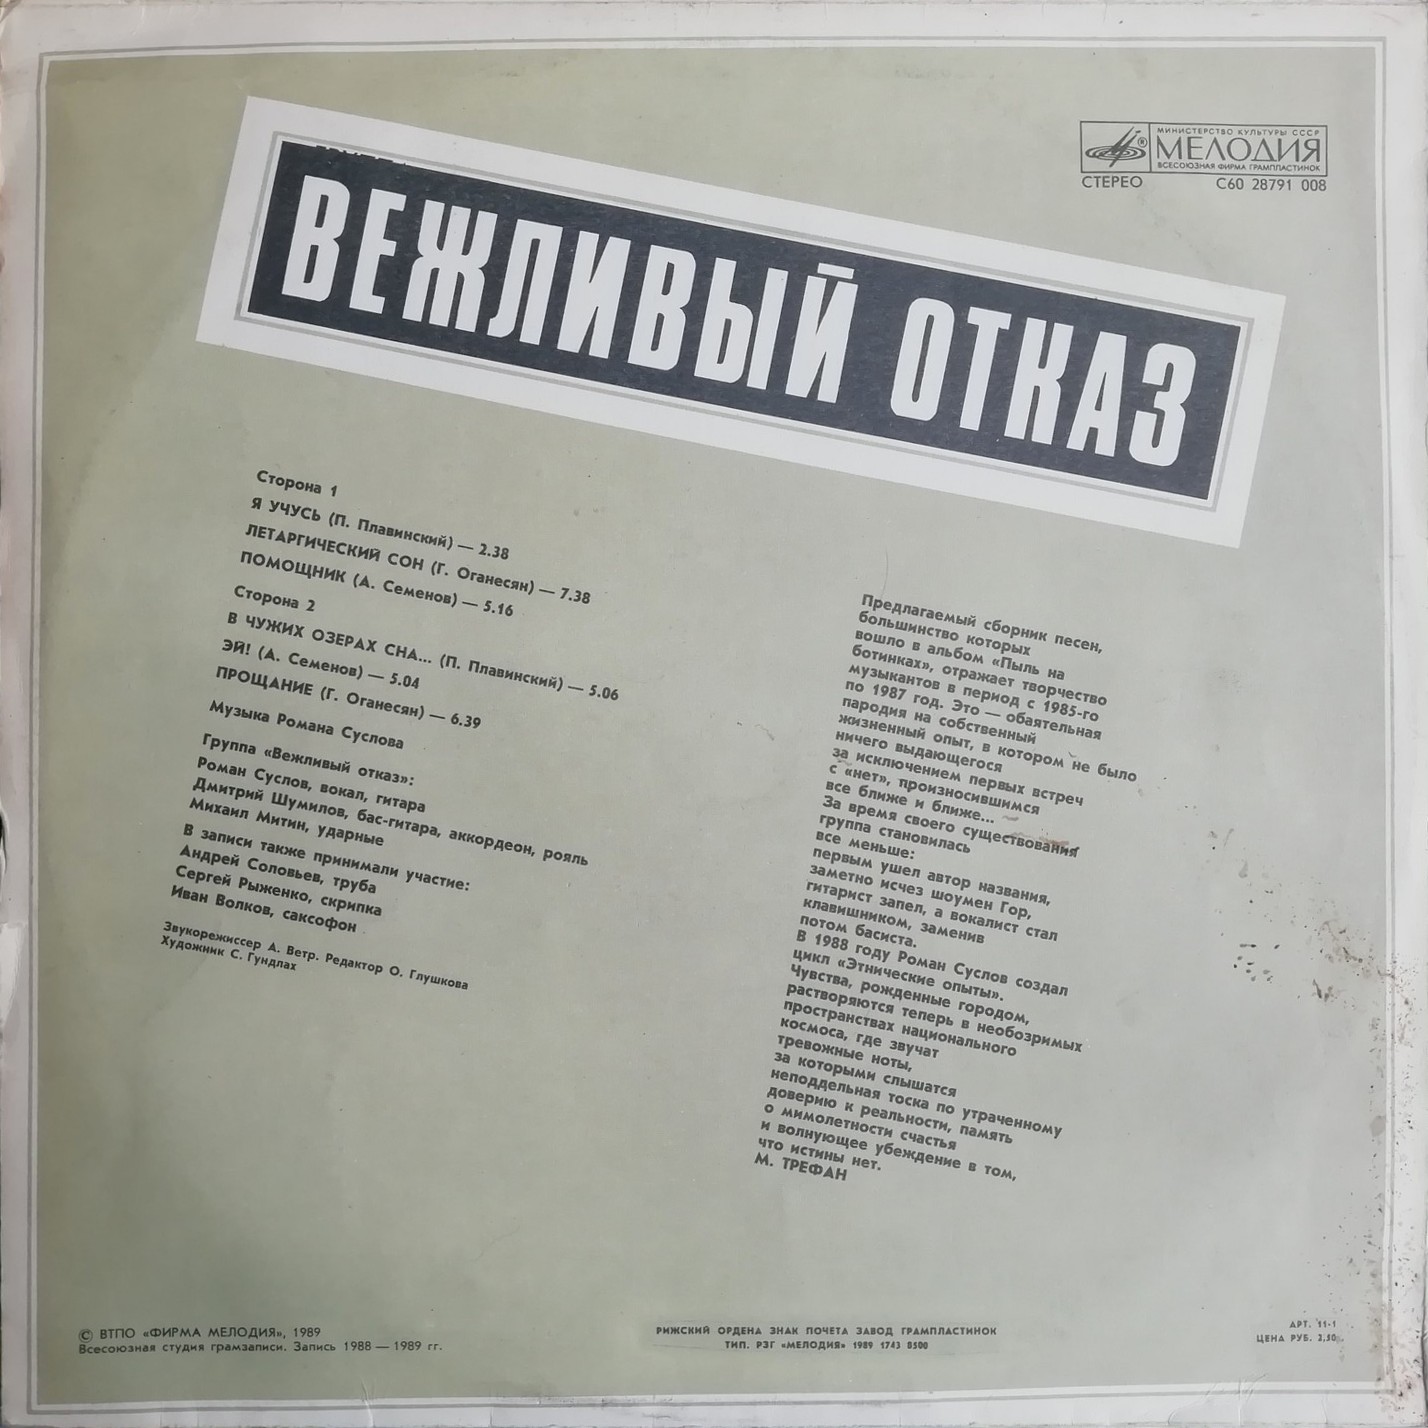 МИНИСТЕРСТВО КУЛЬТУРЫ СССР
МЕЛОДИЯ
ВСЕСОЮЗНАЯ ФИРМА ГРАМПЛАСТИНОК
СТЕРЕО С60 28791 008
ВЕЖЛИВЫЙ ОТКАЗ
Сторона 1
Я УЧУСЬ (П. Плавинский) — 2.38
ЛЕТАРГИЧЕСКИЙ СОН (Г. Оганесян) — 7.38
ПОМОЩНИК (А. Семенов) — 5.16
Сторона 2
В ЧУЖИХ ОЗЕРАХ СНА... (П. Плавинский) — 5.06
ЭЙ! (А. Семенов) — 5.04
ПРОЩАНИЕ (Г. Оганесян) — 6.39
Музыка Романа Суслова
Группа «Вежливый отказ»:
Роман Суслов, вокал, гитара
Дмитрий Шумилов, бас-гитара, аккордеон, рояль
Михаил Митин, ударные
В записи также принимали участие:
Андрей Соловьев, труба
Сергей Рыженко, скрипка
Иван Волков, саксофон
Звукорежиссер А. Ветр. Редактор О. Глушкова
Художник С. Гундлах
Предлагаемый сборник песен,
большинство которых
вошло в альбом «Пыль на
ботинках», отражает творчество
музыкантов в период с 1985-го
по 1987 год. Это — обаятельная
пародия на собственный
жизненный опыт, в котором не было
ничего выдающегося
за исключением первых встреч
с «нет», произносившимся
все ближе и ближе...
За время своего существования
группа становилась
все меньше:
первым ушел автор названия,
заметно исчез шоумен Гор,
гитарист запел, а вокалист стал
клавишником, заменив
потом басиста.
В 1988 году Роман Суслов создал
цикл «Этнические опыты».
Чувства, рожденные городом,
растворяются теперь в необозримых
пространствах национального
космоса, где звучат
тревожные ноты,
за которыми слышатся
неподдельная тоска по утраченному
доверию к реальности, память
о мимолетности счастья
и волнующее убеждение в том,
что истины нет.
М. ТРЕФАН
© ВТПО «ФИРМА МЕЛОДИЯ», 1989
Всесоюзная студия грамзаписи. Запись 1988 — 1989 гг.
РИЖСКИЙ ОРДЕНА ЗНАК ПОЧЕТА ЗАВОД ГРАМПЛАСТИНОК
ТИП. РЗГ «МЕЛОДИЯ» 1989 1743 8500
АРТ. 11-1
ЦЕНА РУБ. 2,50